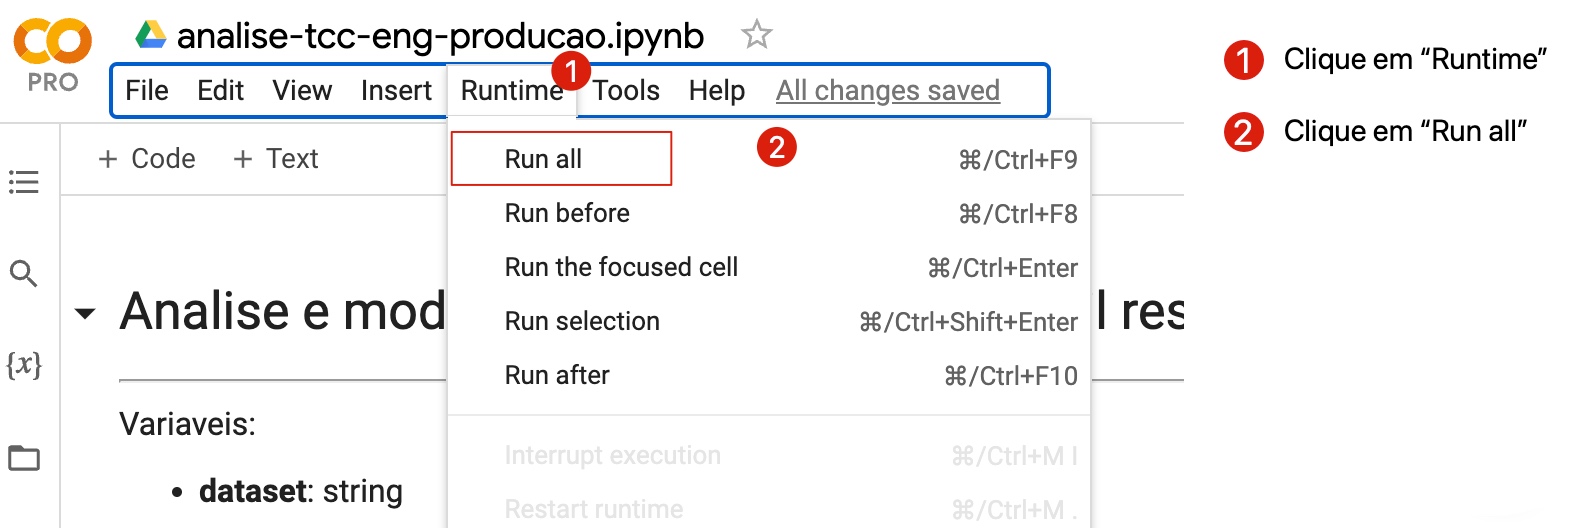 analise-tcc-eng-producao.ipynb
PRO
File Edit View Insert Runtime 1 Tools Help All changes saved
1 Clique em “Runtime”
2 Clique em “Run all”
+ Code + Text
2
Run all ⌘/Ctrl+F9
Run before ⌘/Ctrl+F8
Run the focused cell ⌘/Ctrl+Enter
Run selection ⌘/Ctrl+Shift+Enter
Run after ⌘/Ctrl+F10
Interrupt execution ⌘/Ctrl+M I
Restart runtime ⌘/Ctrl+M .
Analise e mod l res
{x}
Variaveis:
• dataset: string